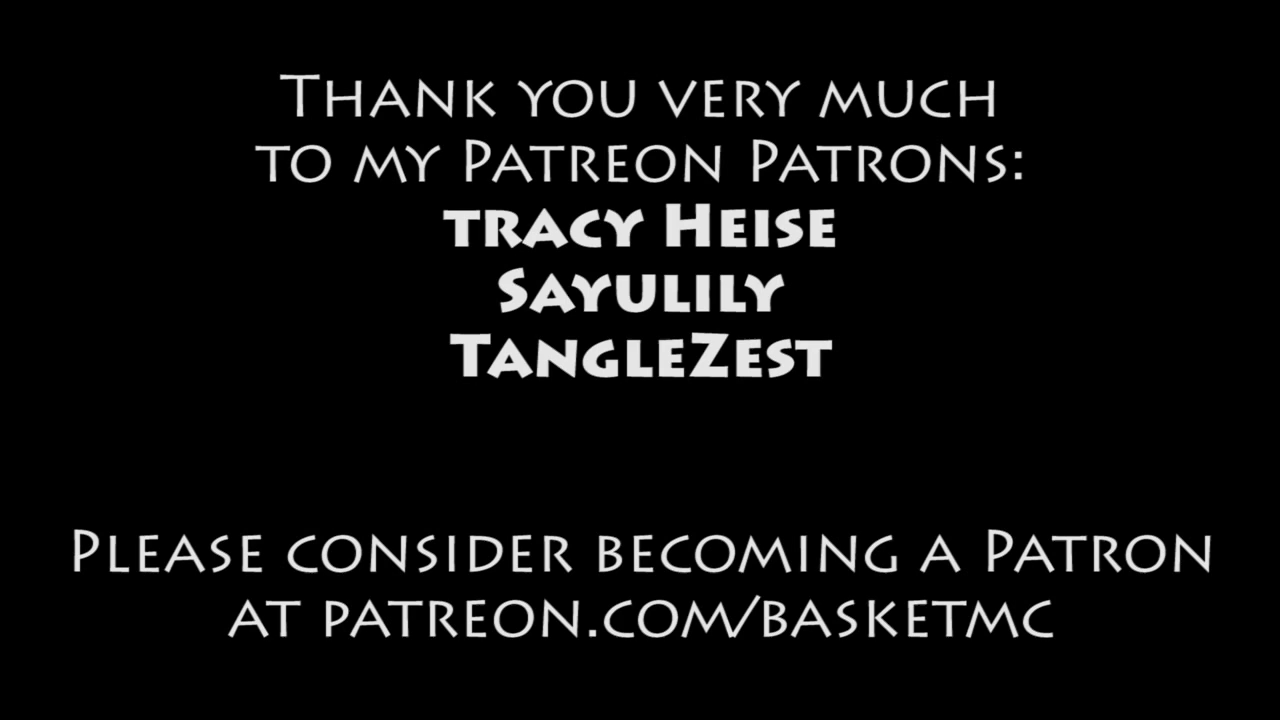 Thank you very much
to my Patreon Patrons:
tracy Heise
Sayulily
TangleZest
Please consider becoming a Patron
at patreon.com/basketmc